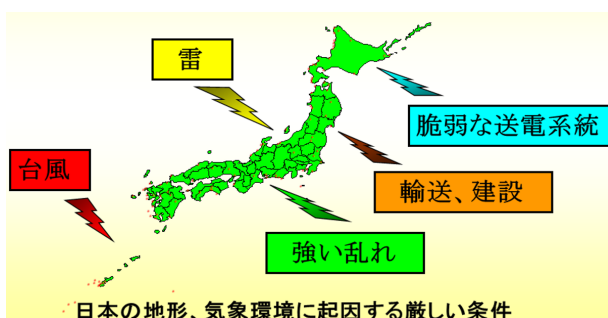 雷
脆弱な送電系統
台風
輸送、建設
強い乱れ
日本の地形、気象環境に起因する厳しい条件